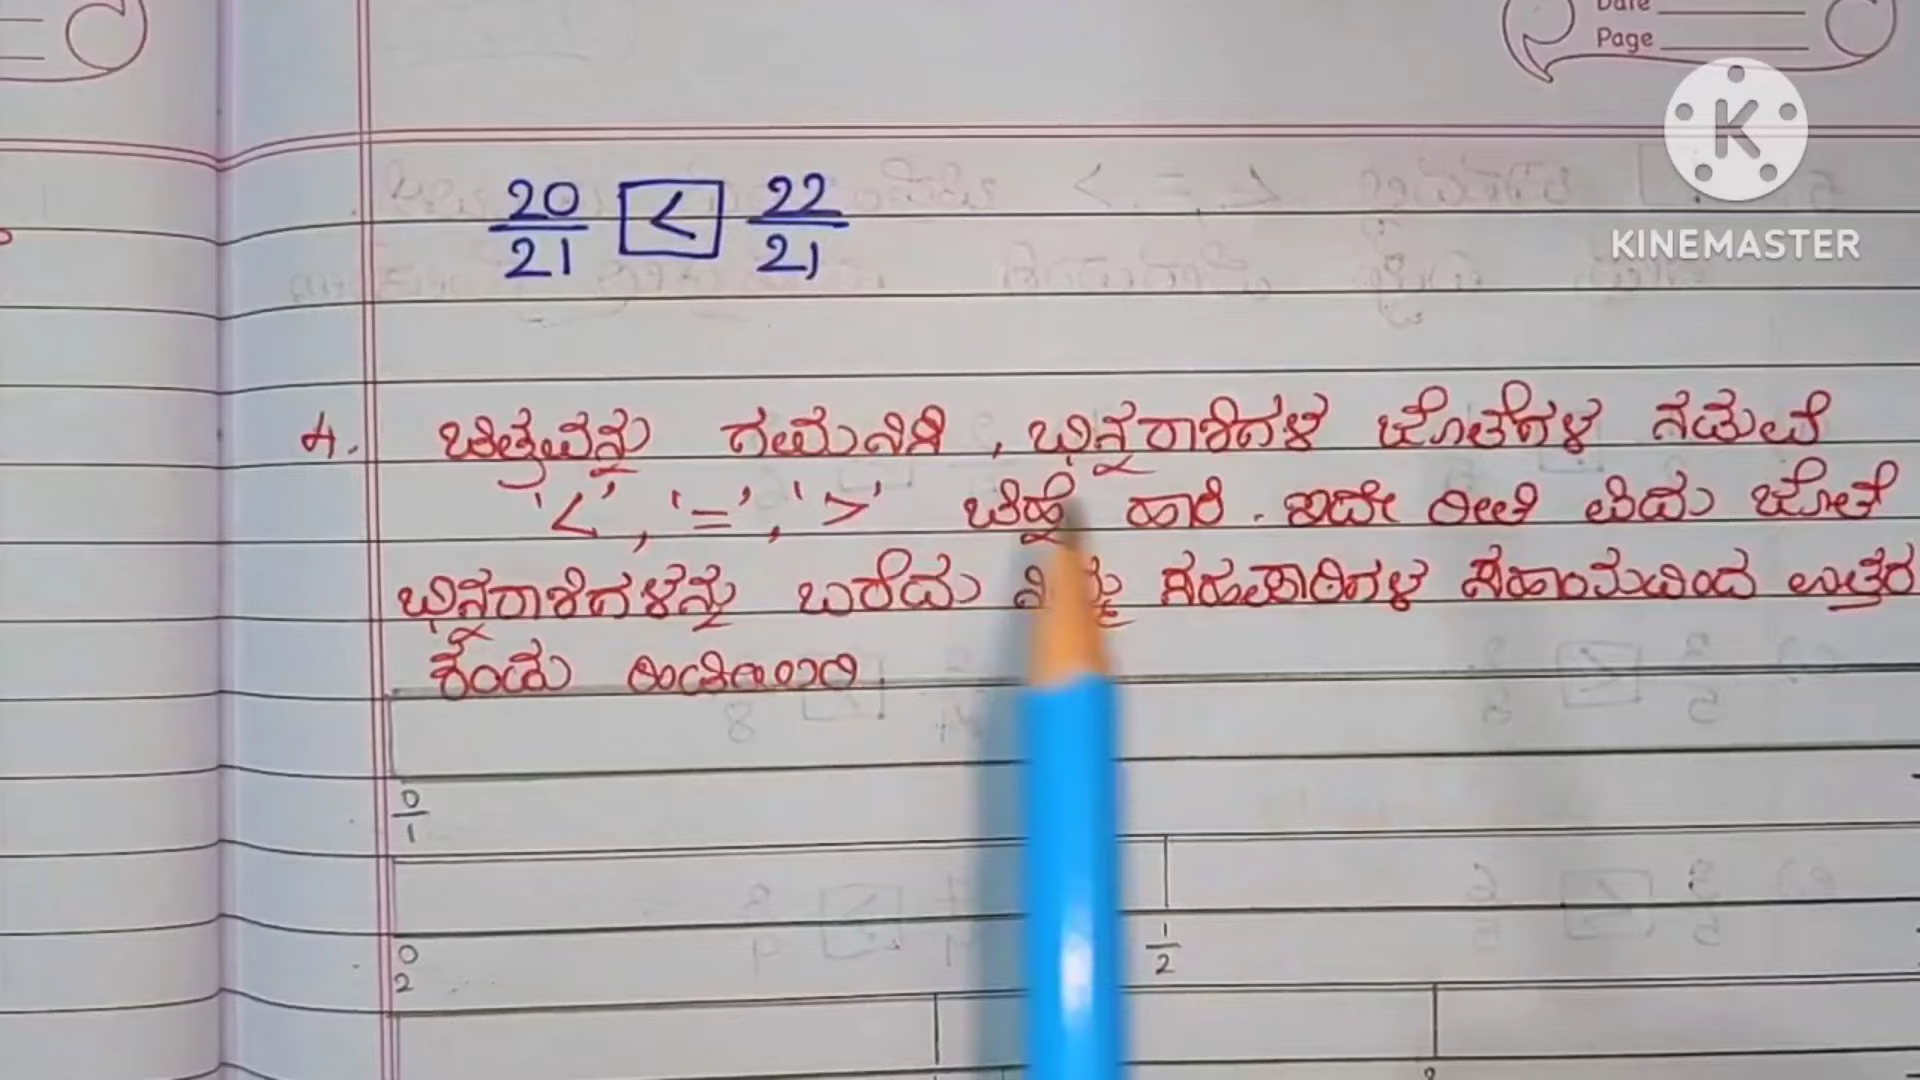 Date
Page
KINEMASTER
20/21 < 22/21
4. ಚಿತ್ರವನ್ನು ಗಮನಿಸಿ, ಭಿನ್ನರಾಶಿಗಳ ಜೊತೆಗಳ ನಡುವೆ
'<', '=', '>' ಚಿಹ್ನೆ ಹಾಕಿ. ಇದೇ ರೀತಿ ಐದು ಜೊತೆ
ಭಿನ್ನರಾಶಿಗಳನ್ನು ಬರೆದು ನಿಮ್ಮ ಸಹಪಾಠಿಗಳ ಸಹಾಯದಿಂದ ಉತ್ತರ
ಕಂಡು ಹಿಡಿಯಿರಿ
0/1
0/2 1/2